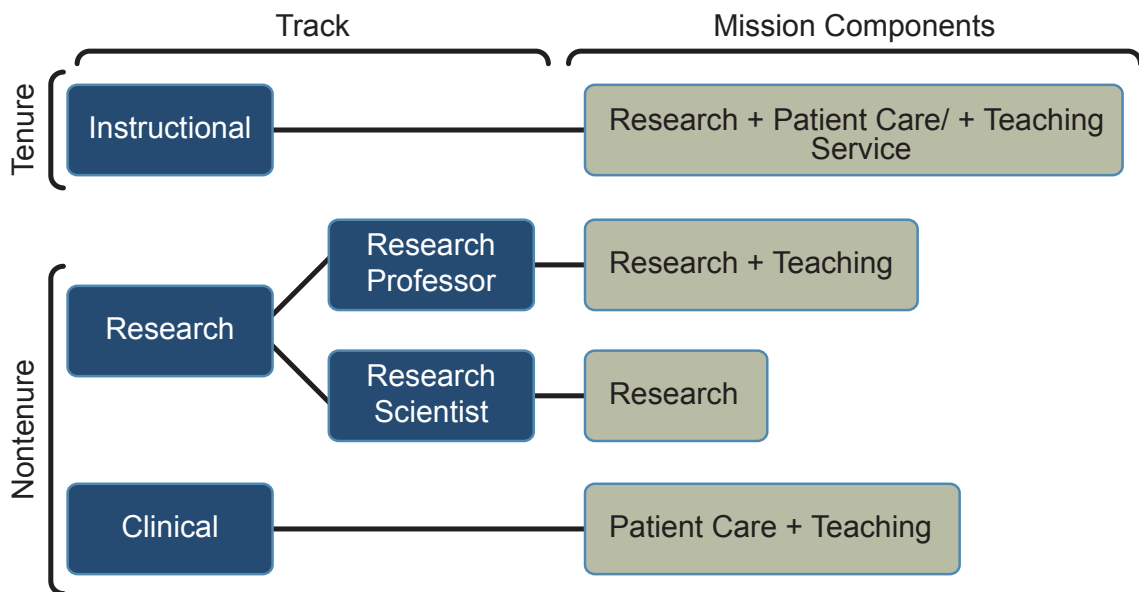 Track
Mission Components
Tenure
Instructional
Research + Patient Care/ + Teaching
Service
Nontenure
Research
Research
Professor
Research + Teaching
Research
Scientist
Research
Clinical
Patient Care + Teaching